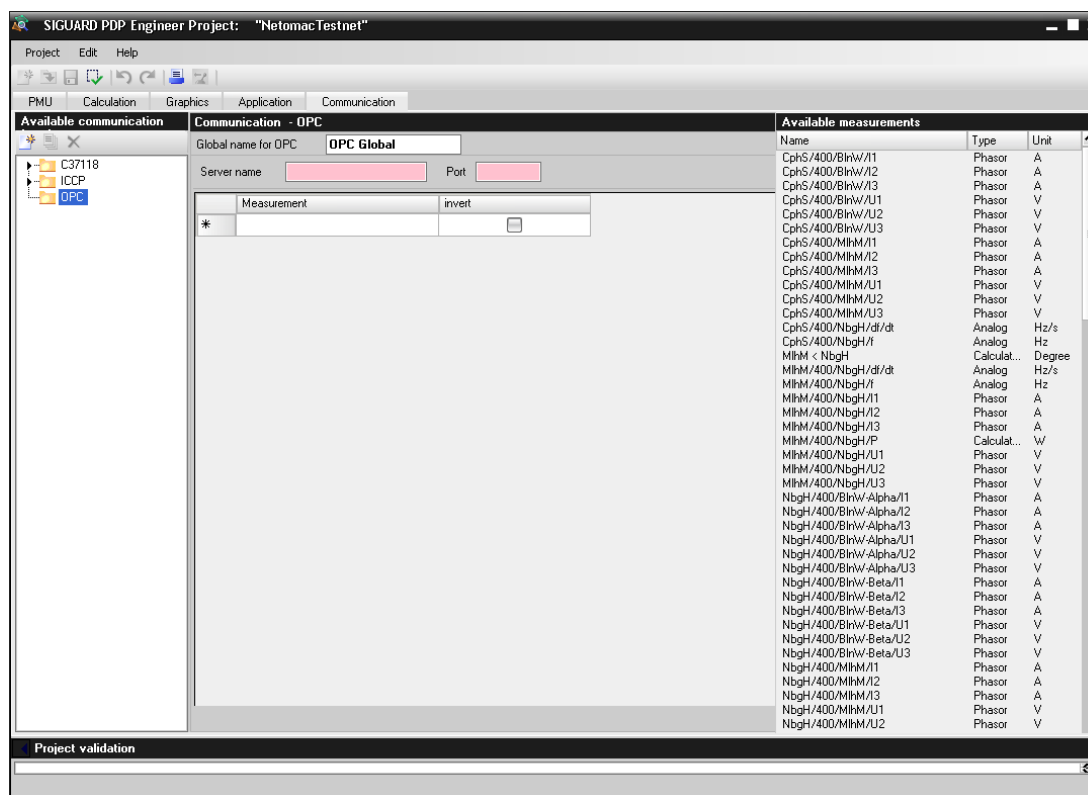 SIGUARD PDP Engineer Project: "NetomacTestnet"
Project Edit Help
PMU Calculation Graphics Application Communication
Available communication
C37118
ICCP
OPC
Communication - OPC
Global name for OPC OPC Global
Server name Port
Measurement invert
Available measurements
Name Type Unit
CphS/400/BlnW/I1 Phasor A
CphS/400/BlnW/I2 Phasor A
CphS/400/BlnW/I3 Phasor A
CphS/400/BlnW/U1 Phasor V
CphS/400/BlnW/U2 Phasor V
CphS/400/BlnW/U3 Phasor V
CphS/400/MlhM/I1 Phasor A
CphS/400/MlhM/I2 Phasor A
CphS/400/MlhM/I3 Phasor A
CphS/400/MlhM/U1 Phasor V
CphS/400/MlhM/U2 Phasor V
CphS/400/MlhM/U3 Phasor V
CphS/400/NbgH/df/dt Analog Hz/s
CphS/400/NbgH/f Analog Hz
MlhM < NbgH Calculat... Degree
MlhM/400/NbgH/df/dt Analog Hz/s
MlhM/400/NbgH/f Analog Hz
MlhM/400/NbgH/I1 Phasor A
MlhM/400/NbgH/I2 Phasor A
MlhM/400/NbgH/I3 Phasor A
MlhM/400/NbgH/P Calculat... W
MlhM/400/NbgH/U1 Phasor V
MlhM/400/NbgH/U2 Phasor V
MlhM/400/NbgH/U3 Phasor V
NbgH/400/BlnW-Alpha/I1 Phasor A
NbgH/400/BlnW-Alpha/I2 Phasor A
NbgH/400/BlnW-Alpha/I3 Phasor A
NbgH/400/BlnW-Alpha/U1 Phasor V
NbgH/400/BlnW-Alpha/U2 Phasor V
NbgH/400/BlnW-Alpha/U3 Phasor V
NbgH/400/BlnW-Beta/I1 Phasor A
NbgH/400/BlnW-Beta/I2 Phasor A
NbgH/400/BlnW-Beta/I3 Phasor A
NbgH/400/BlnW-Beta/U1 Phasor V
NbgH/400/BlnW-Beta/U2 Phasor V
NbgH/400/BlnW-Beta/U3 Phasor V
NbgH/400/MlhM/I1 Phasor A
NbgH/400/MlhM/I2 Phasor A
NbgH/400/MlhM/I3 Phasor A
NbgH/400/MlhM/U1 Phasor V
NbgH/400/MlhM/U2 Phasor V
Project validation